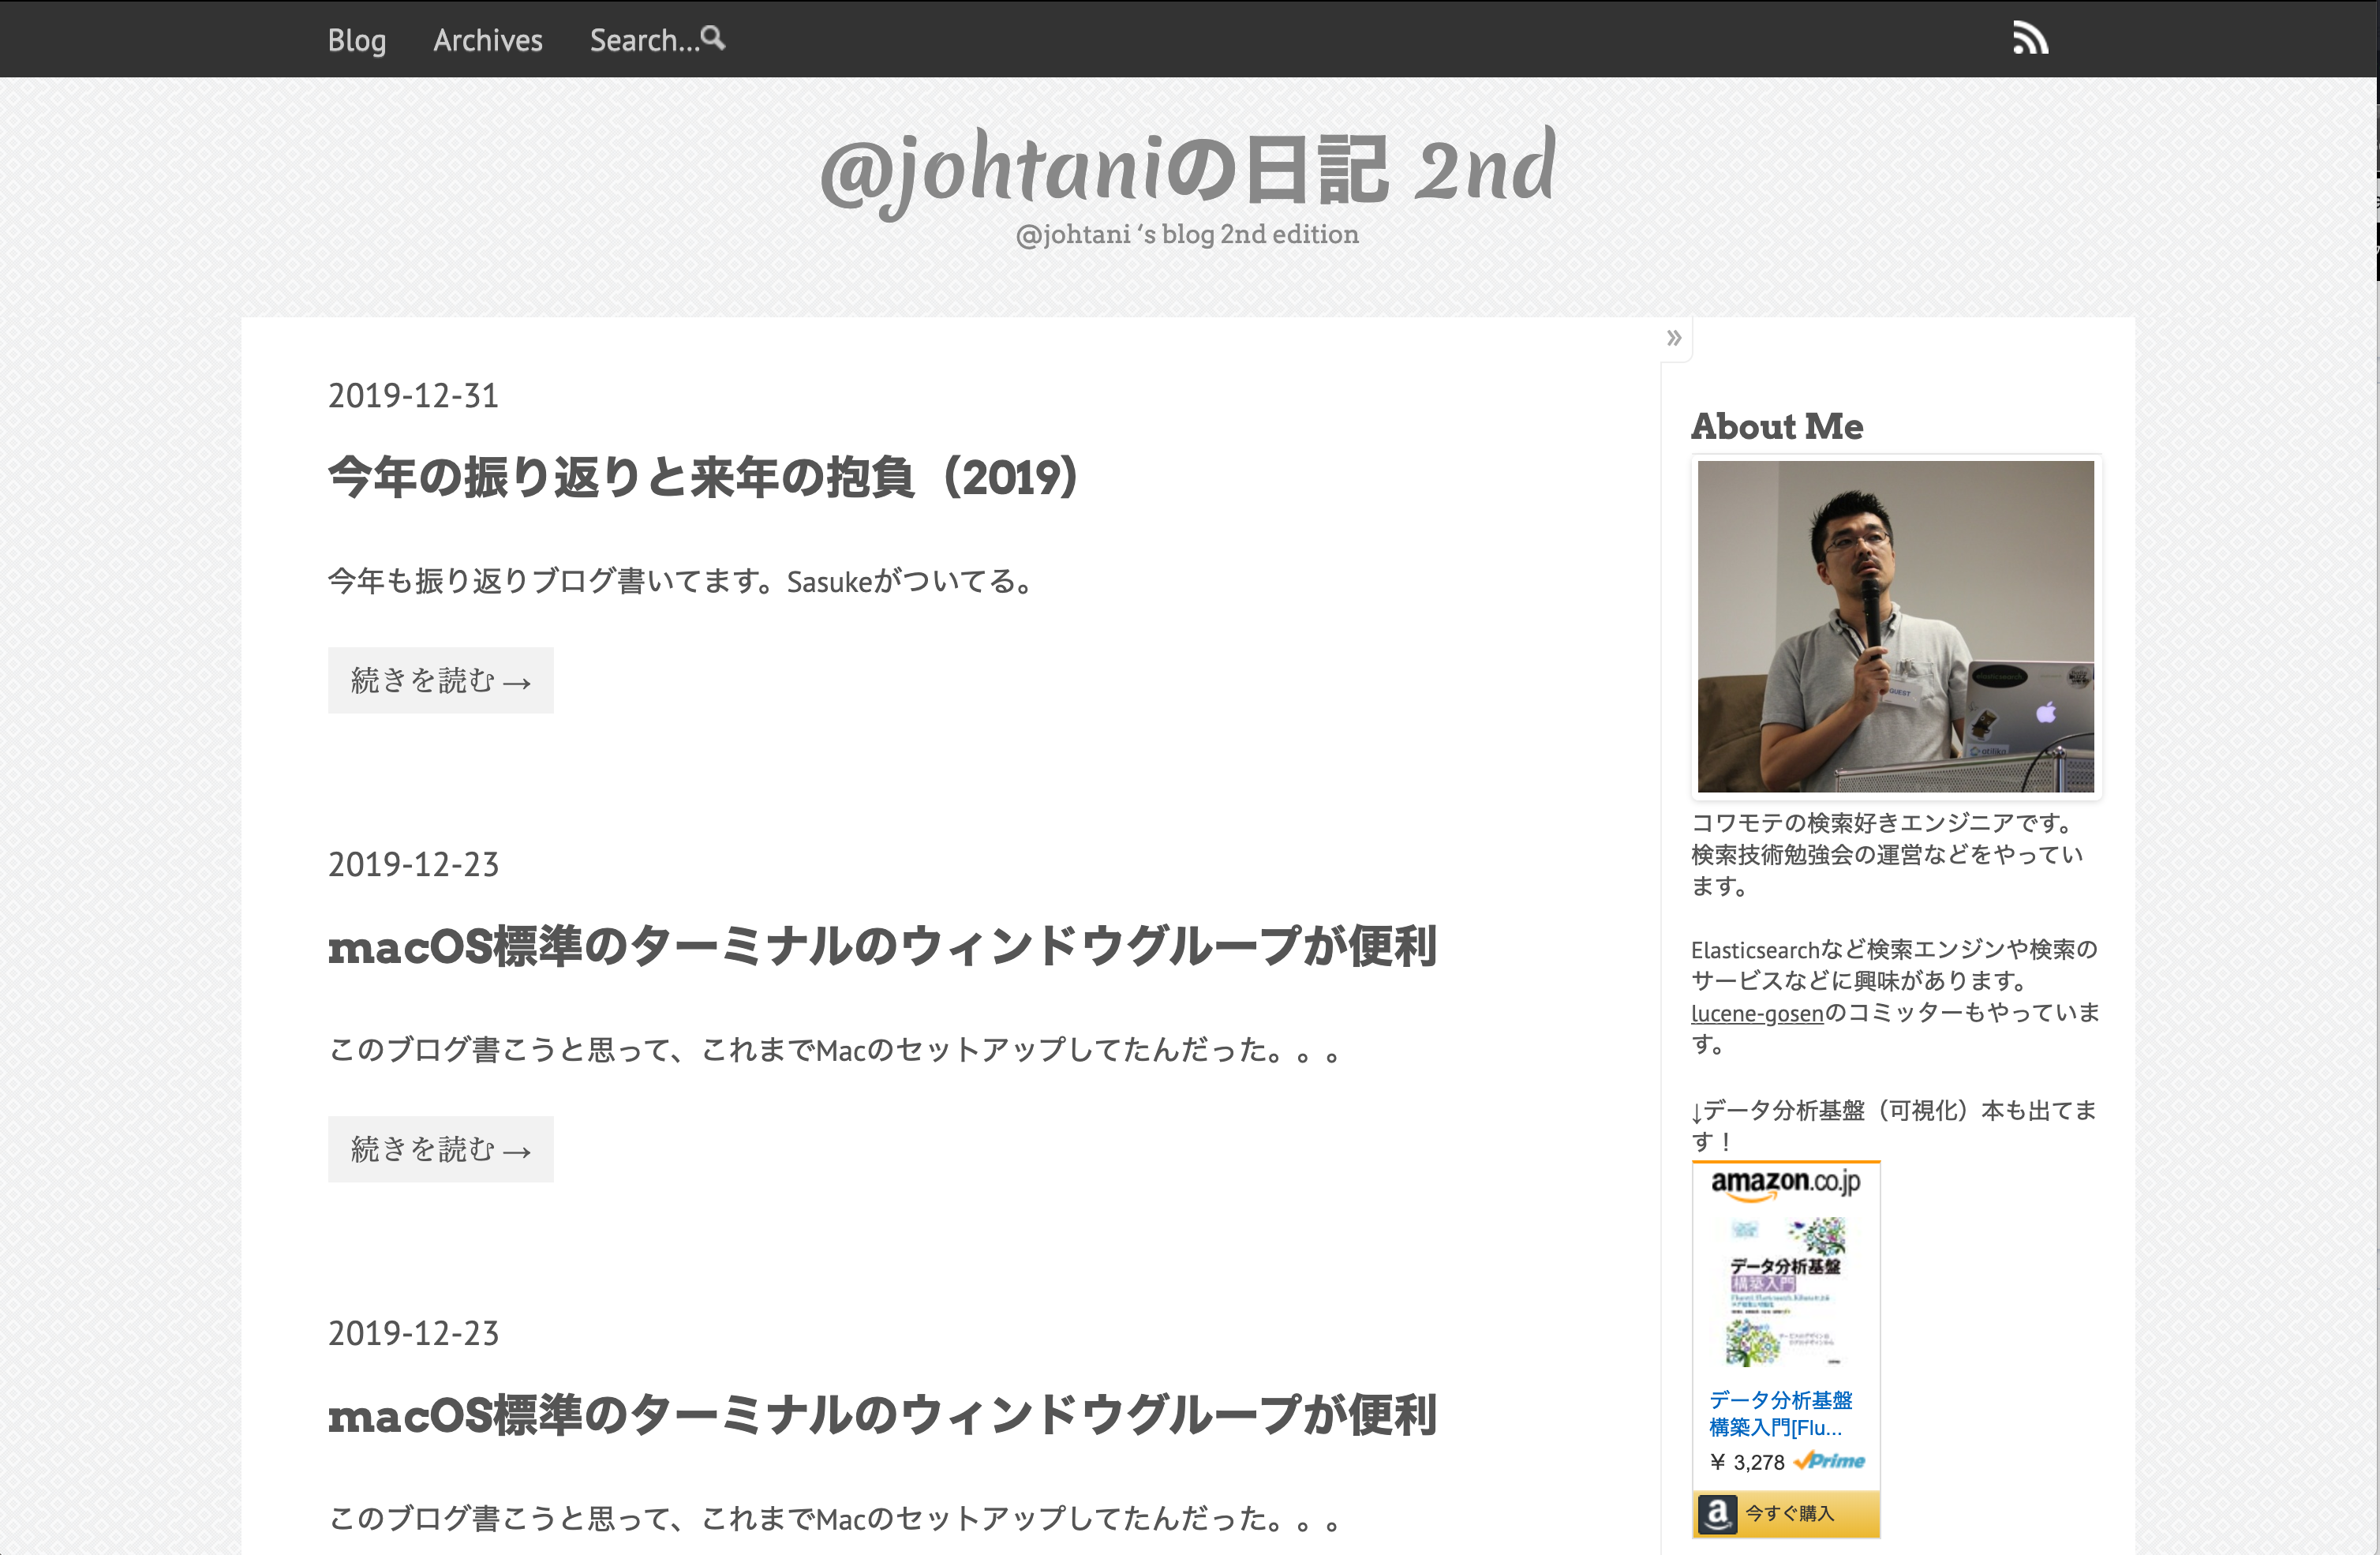 Blog Archives Search...
@johtaniの日記 2nd
@johtani ‘s blog 2nd edition
»
2019-12-31
今年の振り返りと来年の抱負（2019）
今年も振り返りブログ書いてます。Sasukeがついてる。
続きを読む →
2019-12-23
macOS標準のターミナルのウィンドウグループが便利
このブログ書こうと思って、これまでMacのセットアップしてたんだった。。。
続きを読む →
2019-12-23
macOS標準のターミナルのウィンドウグループが便利
このブログ書こうと思って、これまでMacのセットアップしてたんだった。。。
About Me
elasticsearch
GUEST
コワモテの検索好きエンジニアです。
検索技術勉強会の運営などをやってい
ます。
Elasticsearchなど検索エンジンや検索の
サービスなどに興味があります。
lucene-gosenのコミッターもやっていま
す。
↓データ分析基盤（可視化）本も出てま
す！
amazon.co.jp
データ分析基盤
構築入門
データ分析基盤
構築入門[Flu...
¥ 3,278 Prime
a 今すぐ購入